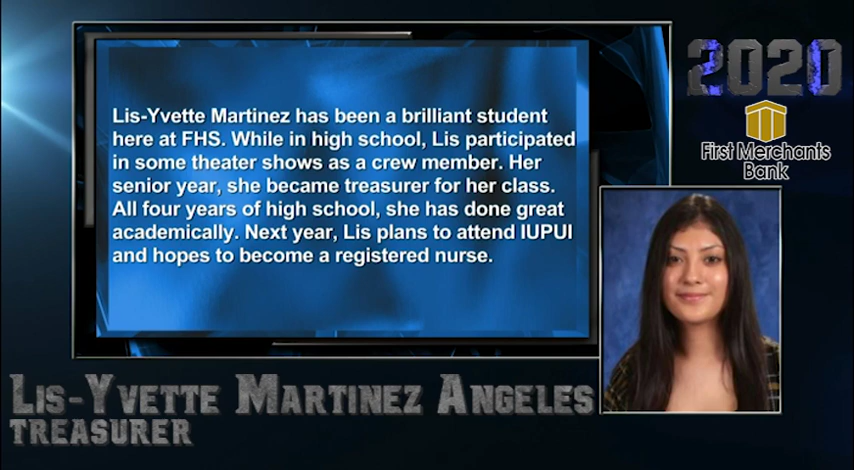 Lis-Yvette Martinez has been a brilliant student
here at FHS. While in high school, Lis participated
in some theater shows as a crew member. Her
senior year, she became treasurer for her class.
All four years of high school, she has done great
academically. Next year, Lis plans to attend IUPUI
and hopes to become a registered nurse.
2020
First Merchants
Bank
Lis-Yvette Martinez Angeles
TREASURER